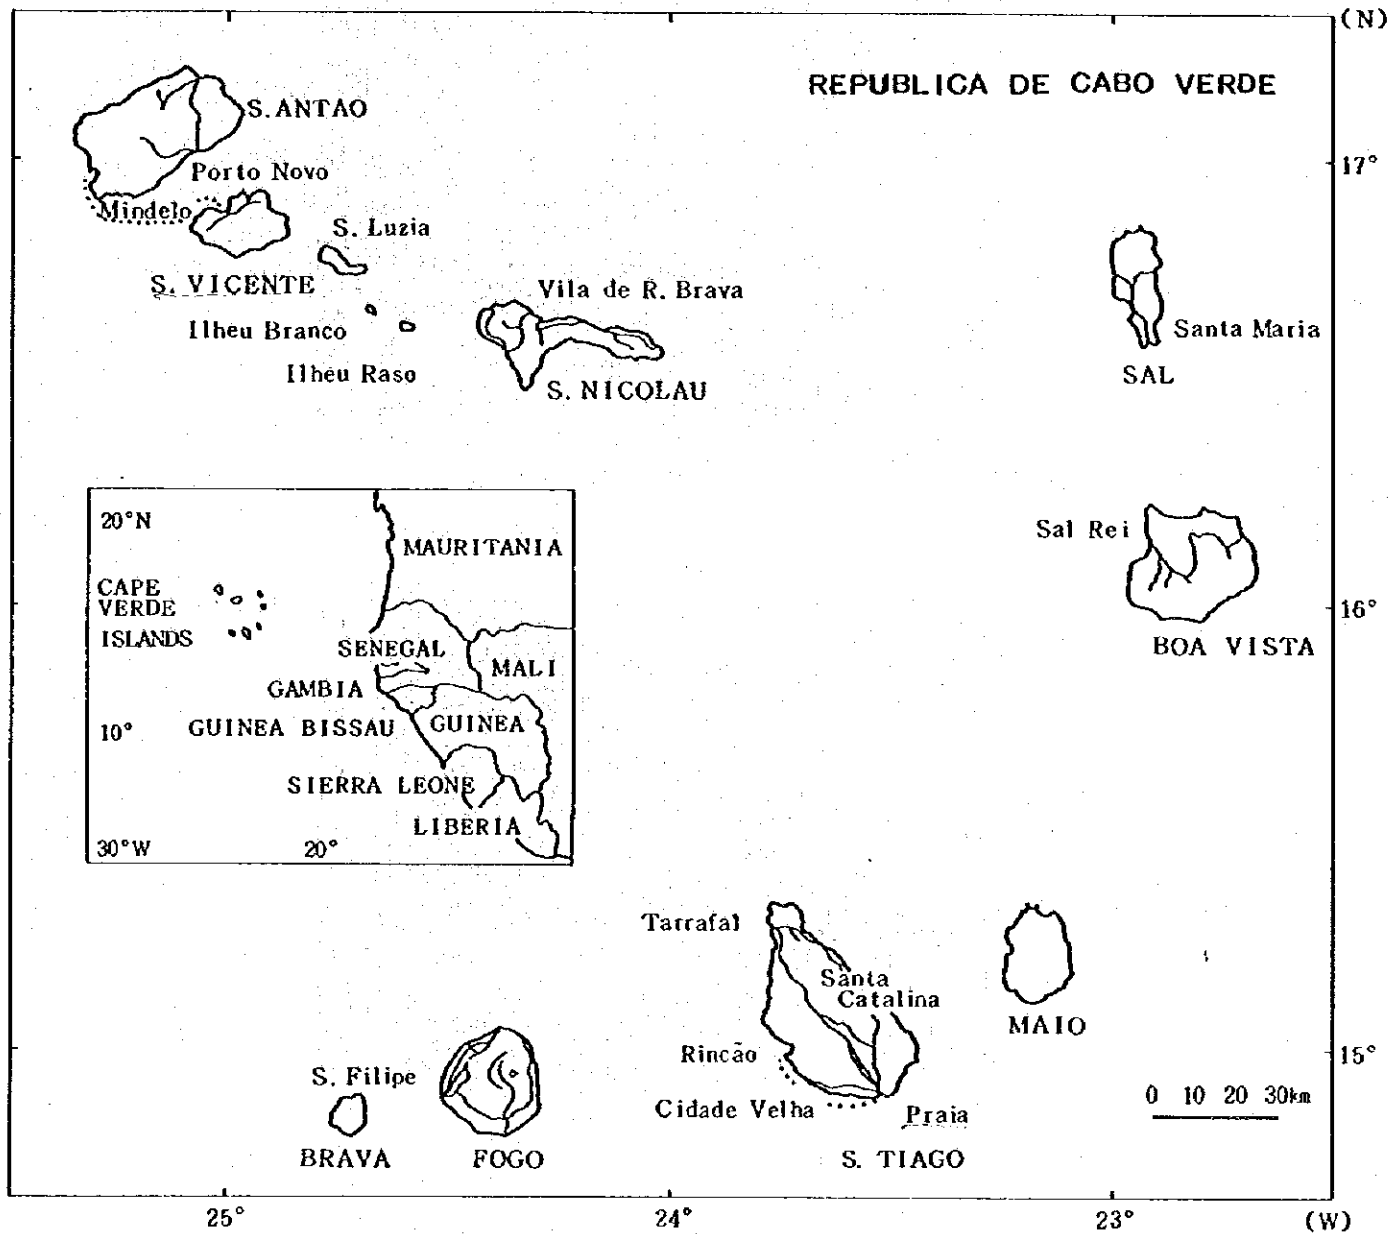 (N)
REPUBLICA DE CABO VERDE
S. ANTAO
17°
Porto Novo
Mindelo
S. Luzia
S. VICENTE
Vila de R. Brava
Ilheu Branco
Santa Maria
Ilheu Raso
SAL
S. NICOLAU
20°N
MAURITANIA
Sal Rei
CAPE
VERDE
ISLANDS
16°
SENEGAL
BOA VISTA
MALI
GAMBIA
GUINEA BISSAU
GUINEA
10°
SIERRA LEONE
LIBERIA
30°W
20°
Tarrafal
Santa
Catalina
MAIO
Rincão
15°
S. Filipe
Cidade Velha
Praia
0 10 20 30km
BRAVA
FOGO
S. TIAGO
25°
24°
23°
(W)